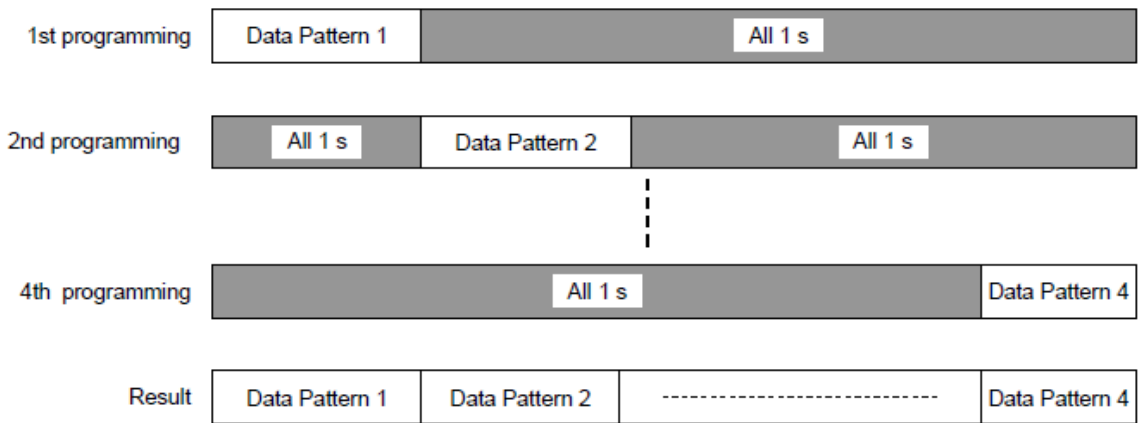 1st programming Data Pattern 1 All 1 s
2nd programming All 1 s Data Pattern 2 All 1 s
4th programming All 1 s Data Pattern 4
Result Data Pattern 1 Data Pattern 2 Data Pattern 4